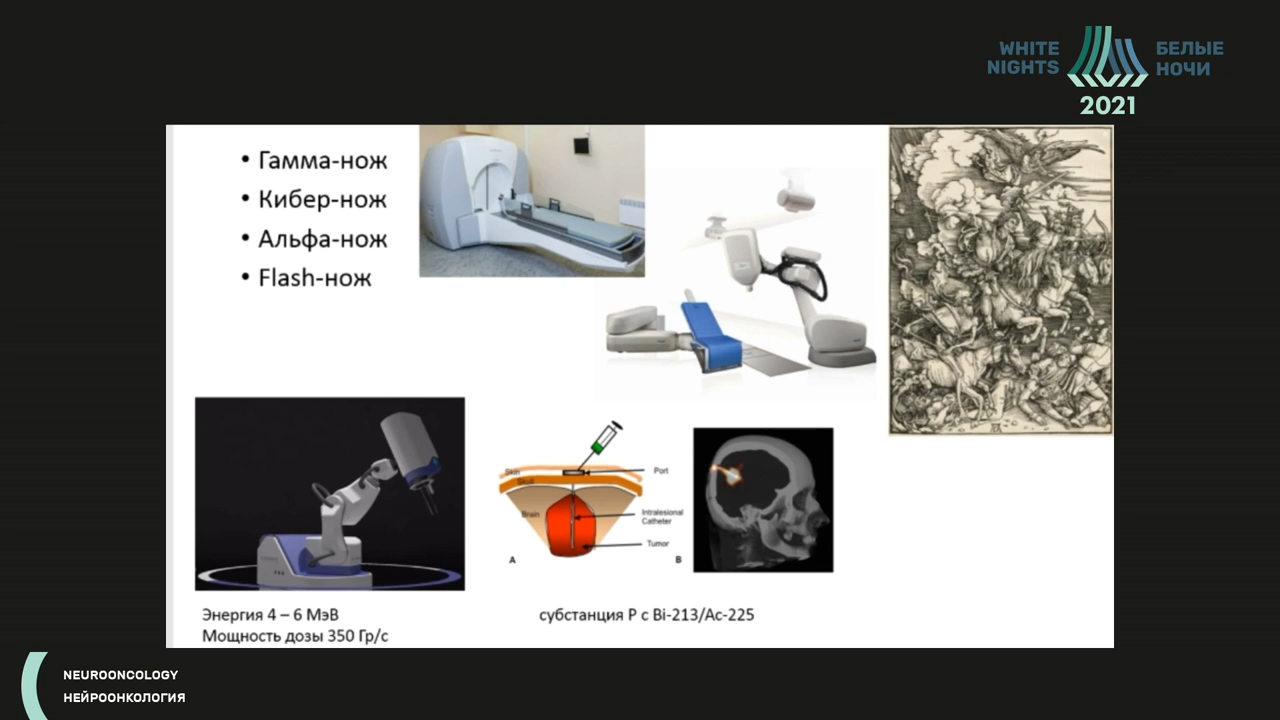 WHITE
NIGHTS
БЕЛЫЕ
НОЧИ
2021
• Гамма-нож
• Кибер-нож
• Альфа-нож
• Flash-нож
Skin
Skull
Brain
Port
Intralesional
Catheter
Tumor
A
B
Энергия 4 – 6 МэВ
Мощность дозы 350 Гр/с
субстанция Р с Bi-213/Ac-225
NEUROONCOLOGY
НЕЙРООНКОЛОГИЯ